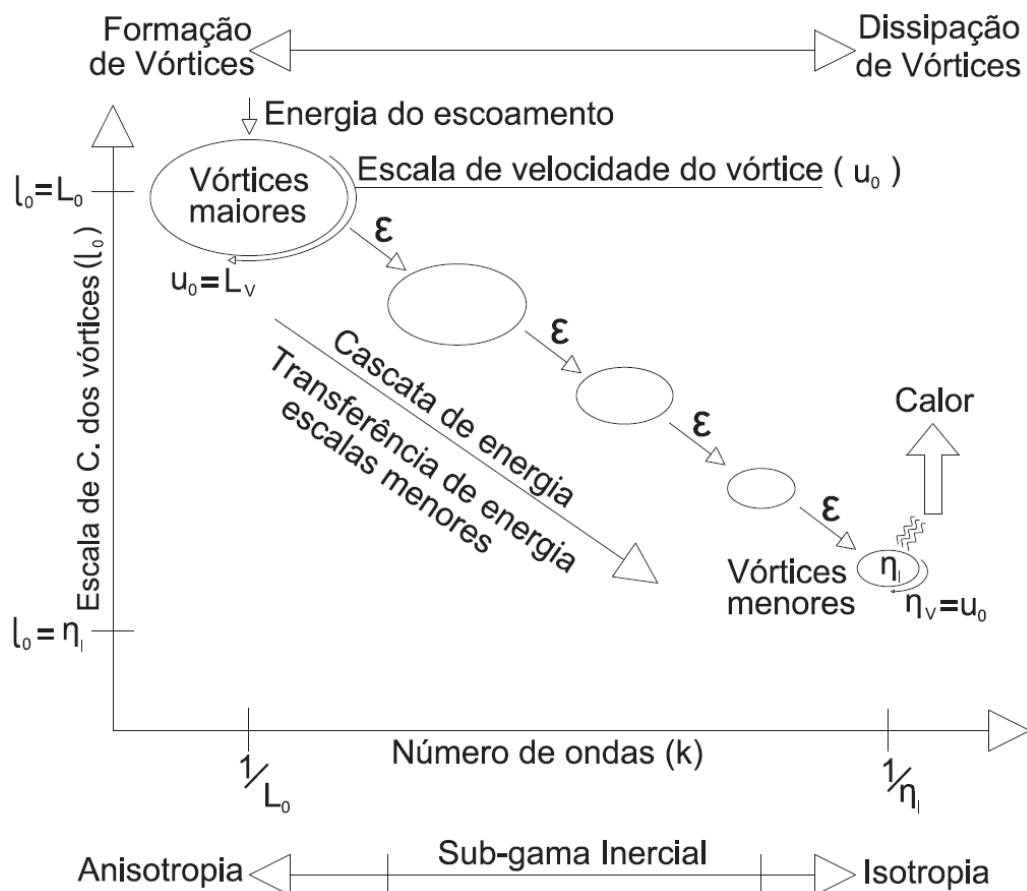 Formação
de Vórtices
Dissipação
de Vórtices
Energia do escoamento
Escala de velocidade do vórtice ( u₀ )
Vórtices
maiores
l₀=L₀
u₀=Lᵥ
ε
ε
ε
ε
Cascata de energia
Transferência de energia
escalas menores
Calor
Vórtices
menores
ηₗ
ηᵥ=u₀
Escala de C. dos vórtices (l₀)
l₀=ηₗ
Número de ondas (k)
1/L₀
1/ηₗ
Anisotropia
Sub-gama Inercial
Isotropia